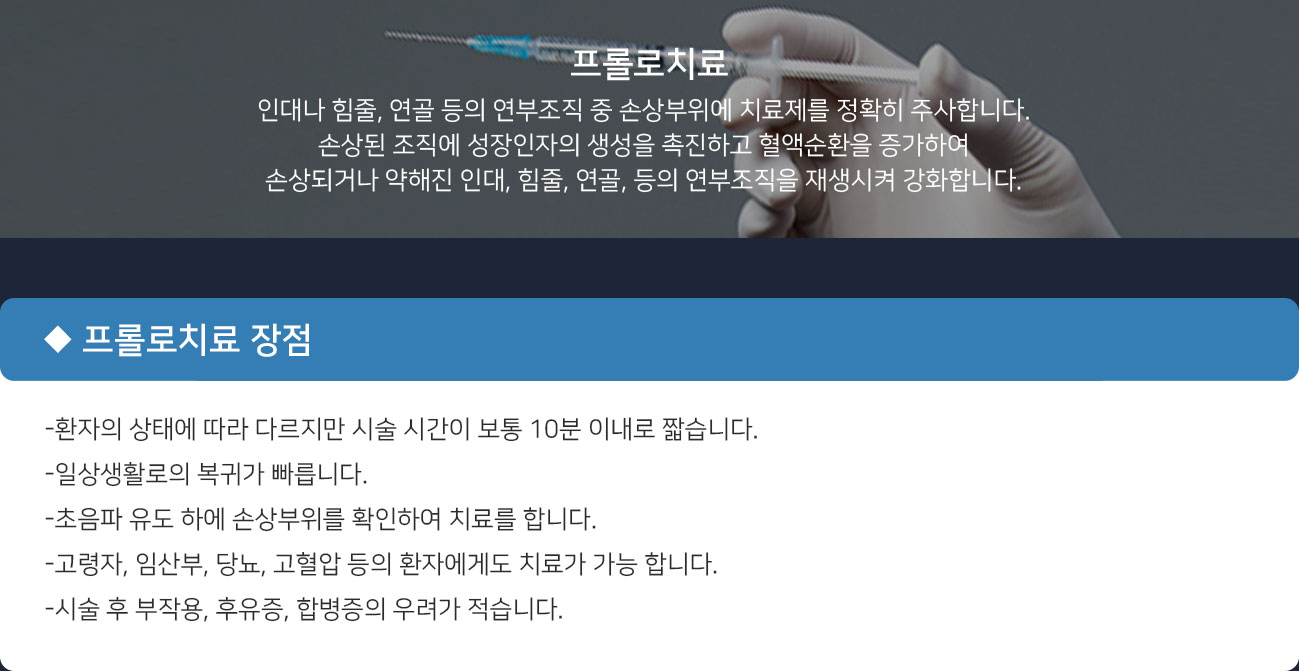 프롤로치료
인대나 힘줄, 연골 등의 연부조직 중 손상부위에 치료제를 정확히 주사합니다.
손상된 조직에 성장인자의 생성을 촉진하고 혈액순환을 증가하여
손상되거나 약해진 인대, 힘줄, 연골, 등의 연부조직을 재생시켜 강화합니다.
◆ 프롤로치료 장점
-환자의 상태에 따라 다르지만 시술 시간이 보통 10분 이내로 짧습니다.
-일상생활로의 복귀가 빠릅니다.
-초음파 유도 하에 손상부위를 확인하여 치료를 합니다.
-고령자, 임산부, 당뇨, 고혈압 등의 환자에게도 치료가 가능 합니다.
-시술 후 부작용, 후유증, 합병증의 우려가 적습니다.